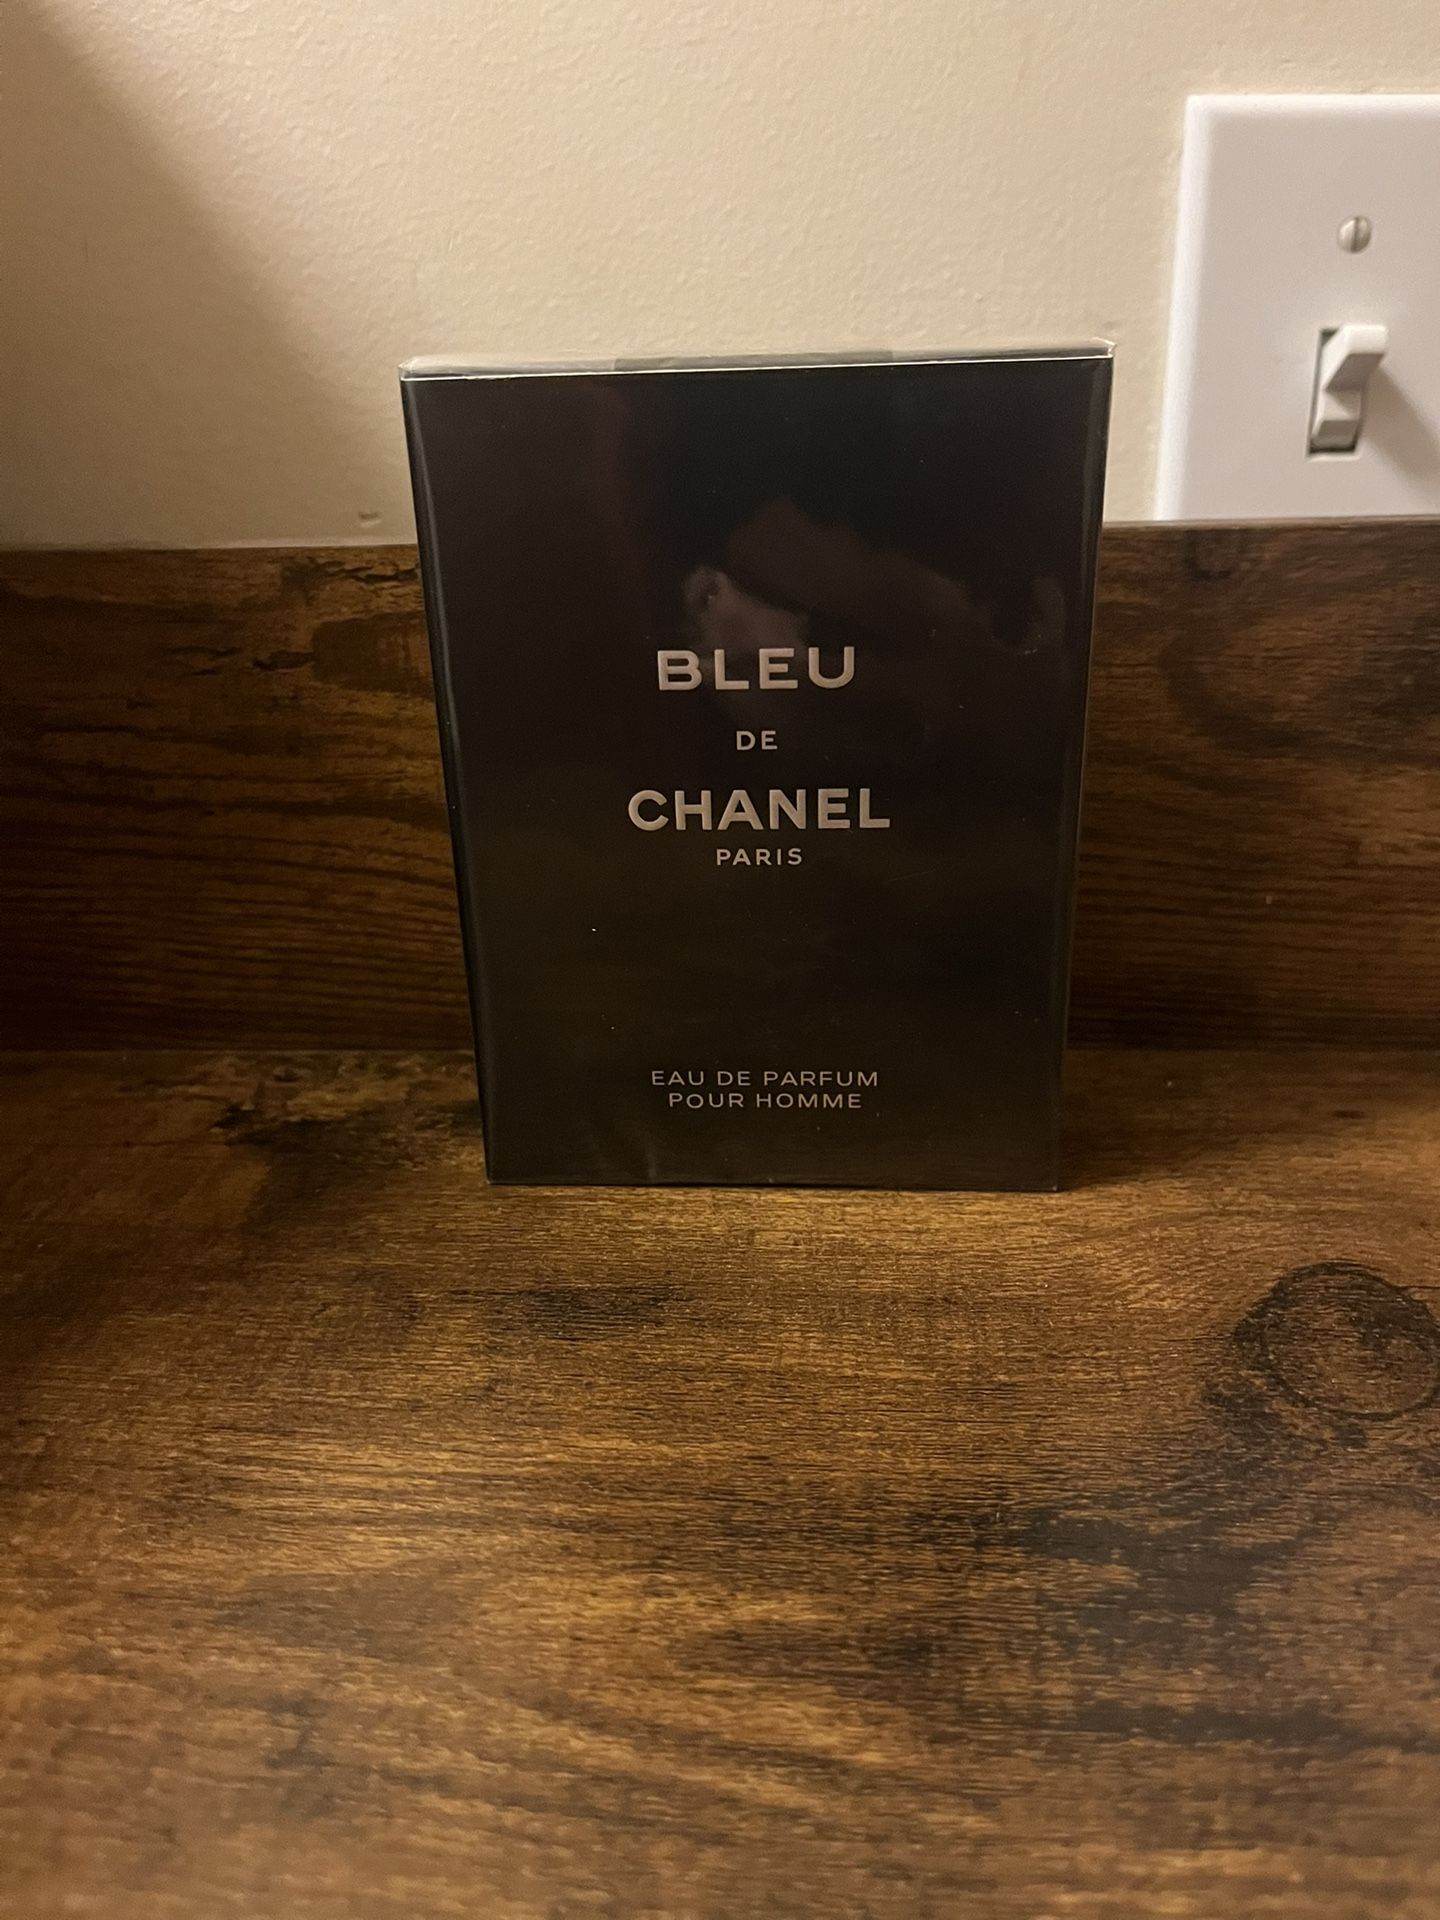 BLEU
DE
CHANEL
PARIS
EAU DE PARFUM
POUR HOMME